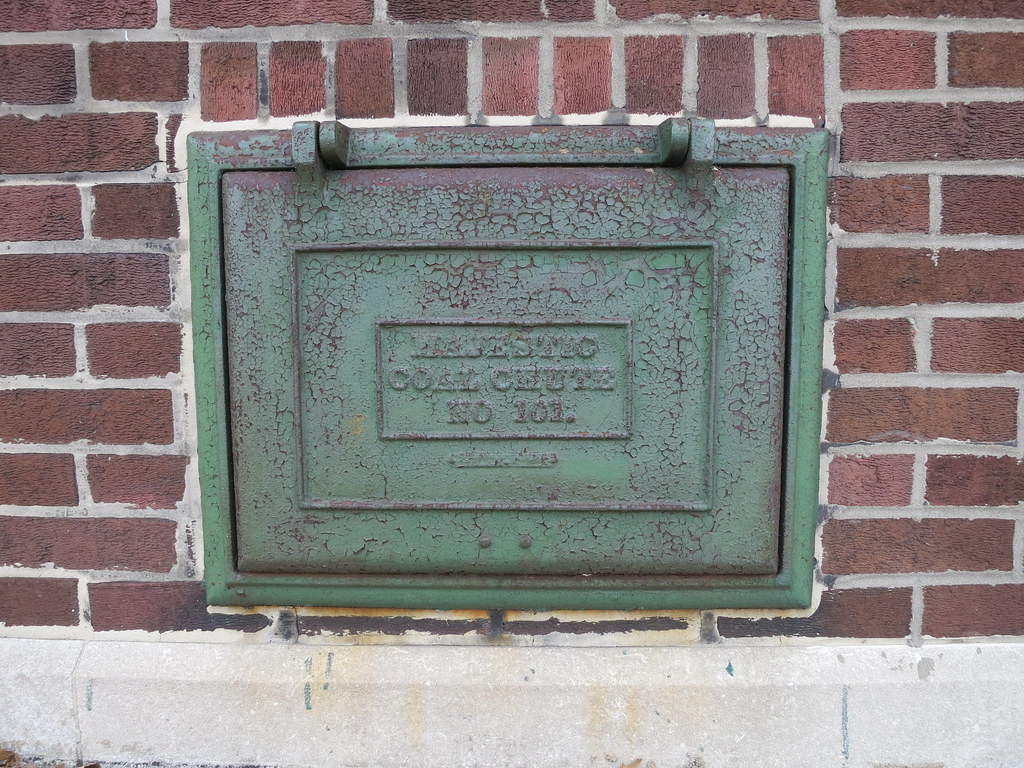 MAJESTIC
COAL CHUTE
NO 101.